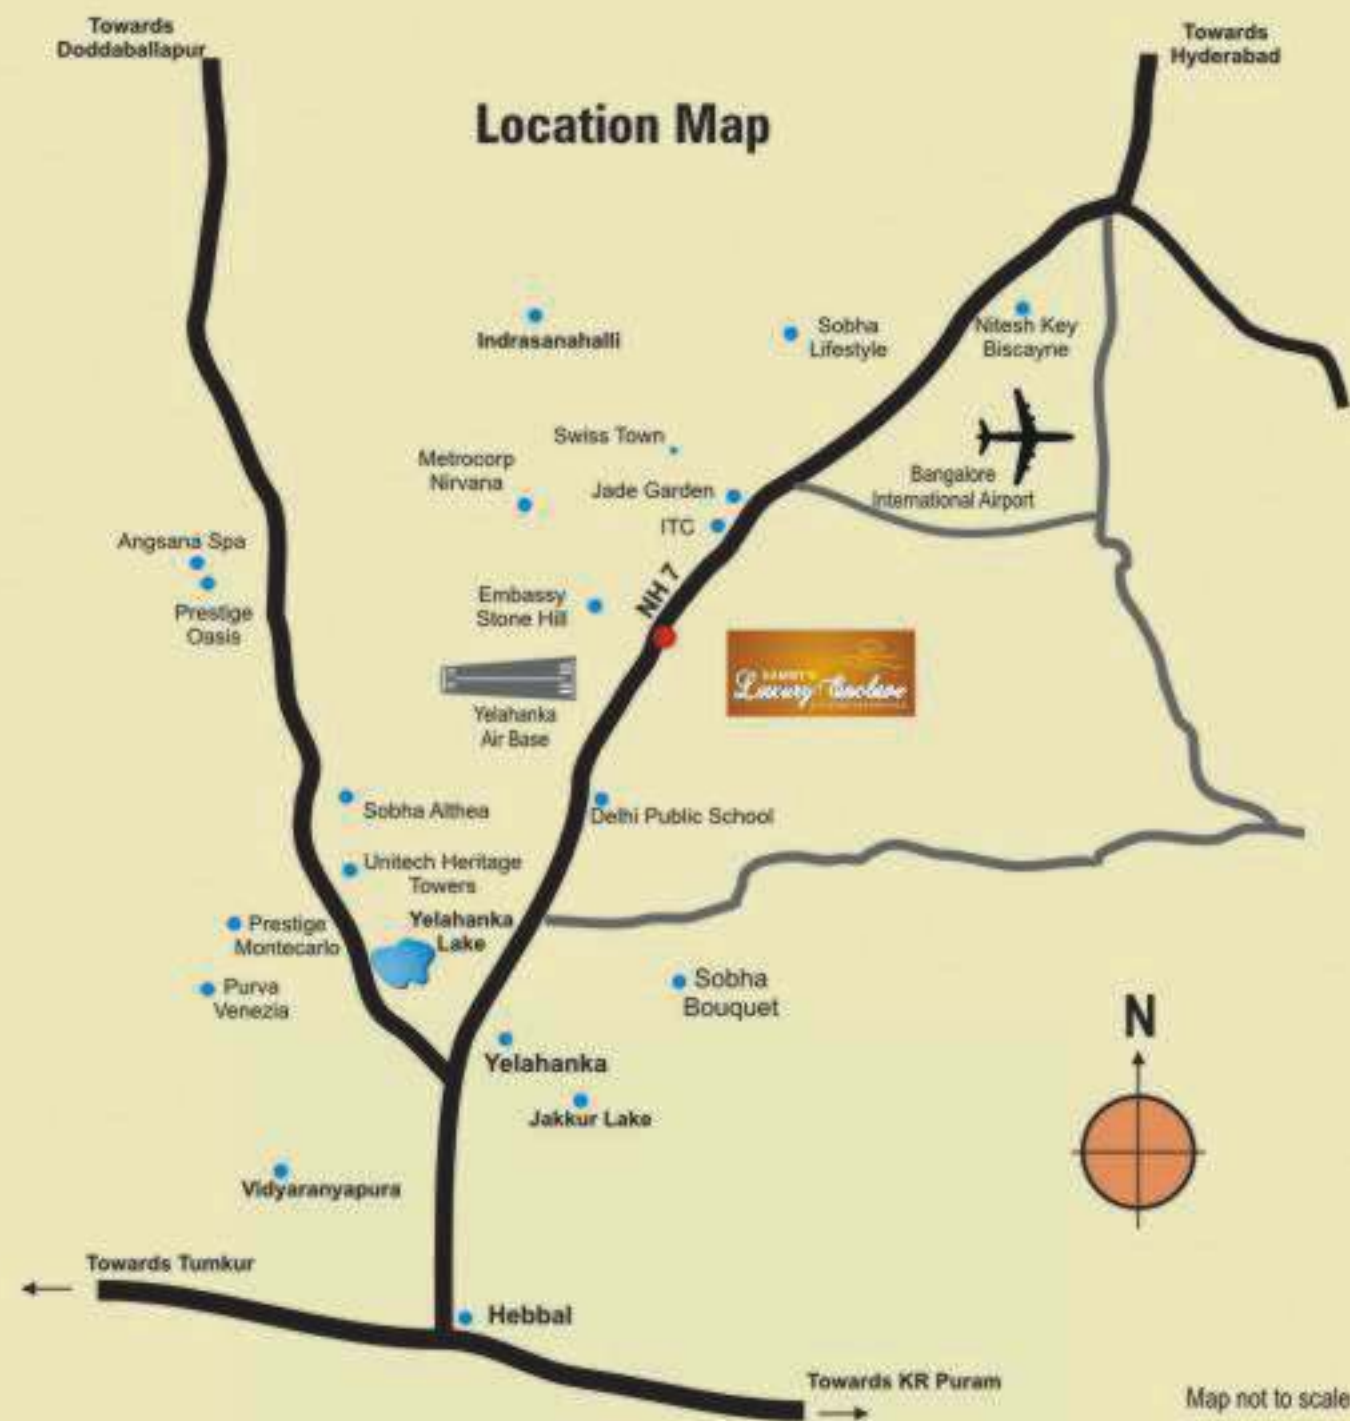 Towards
Doddaballapur
Towards
Hyderabad
Location Map
Indrasanahalli
Sobha
Lifestyle
Nitesh Key
Biscayne
Swiss Town
Metrocorp
Nirvana
Jade Garden
ITC
Bangalore
International Airport
Angsana Spa
Prestige
Oasis
Embassy
Stone Hill
NH 7
Luxury Enclave
Yelahanka
Air Base
Sobha Althea
Delhi Public School
Unitech Heritage
Towers
Yelahanka
Lake
Prestige
Montecarlo
Purva
Venezia
Sobha
Bouquet
N
Yelahanka
Jakkur Lake
Vidyaranyapura
Towards Tumkur
Hebbal
Towards KR Puram
Map not to scale